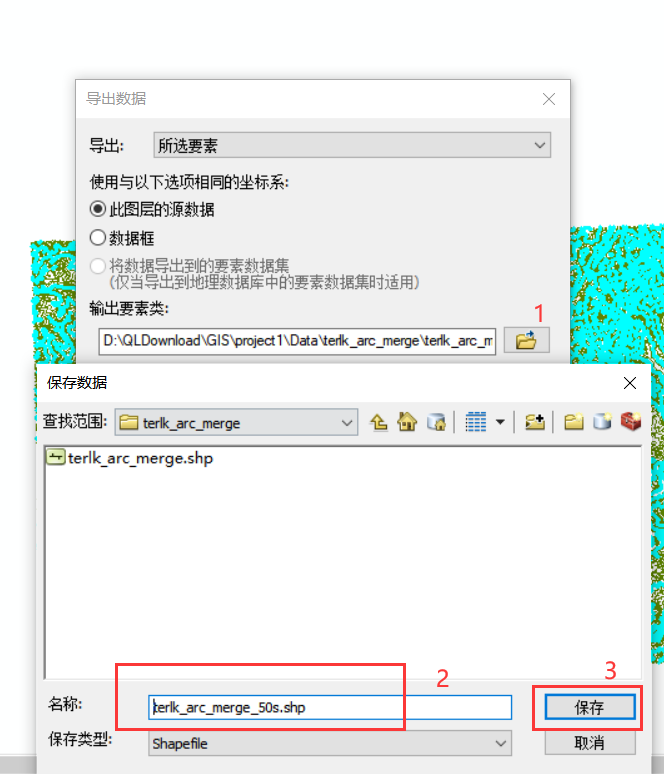 导出数据
导出: 所选要素
使用与以下选项相同的坐标系:
此图层的源数据
数据框
将数据导出到的要素数据集
(仅当导出到地理数据库中的要素数据集时适用)
输出要素类:
1
D:\QLDownload\GIS\project1\Data\terlk_arc_merge\terlk_arc_m
保存数据
查找范围: terlk_arc_merge
terlk_arc_merge.shp
2
3
名称: terlk_arc_merge_50s.shp 保存
保存类型: Shapefile 取消